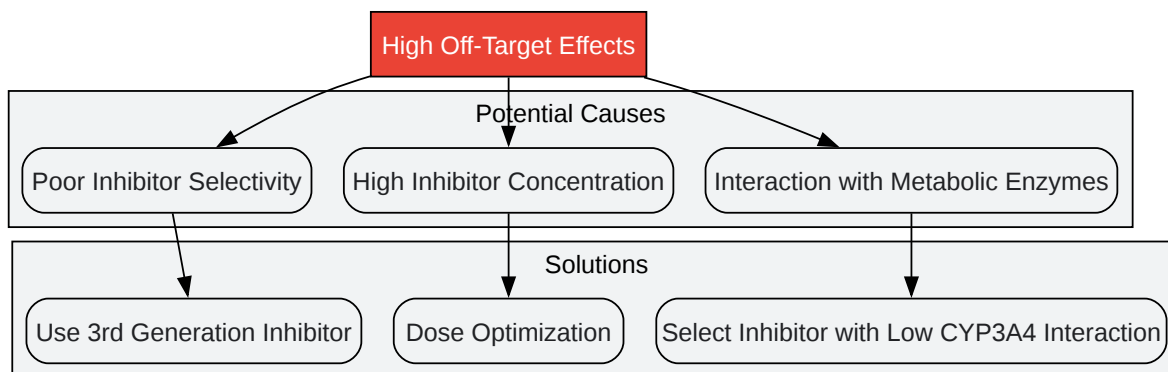 High Off-Target Effects
Potential Causes
Poor Inhibitor Selectivity
High Inhibitor Concentration
Interaction with Metabolic Enzymes
Solutions
Use 3rd Generation Inhibitor
Dose Optimization
Select Inhibitor with Low CYP3A4 Interaction